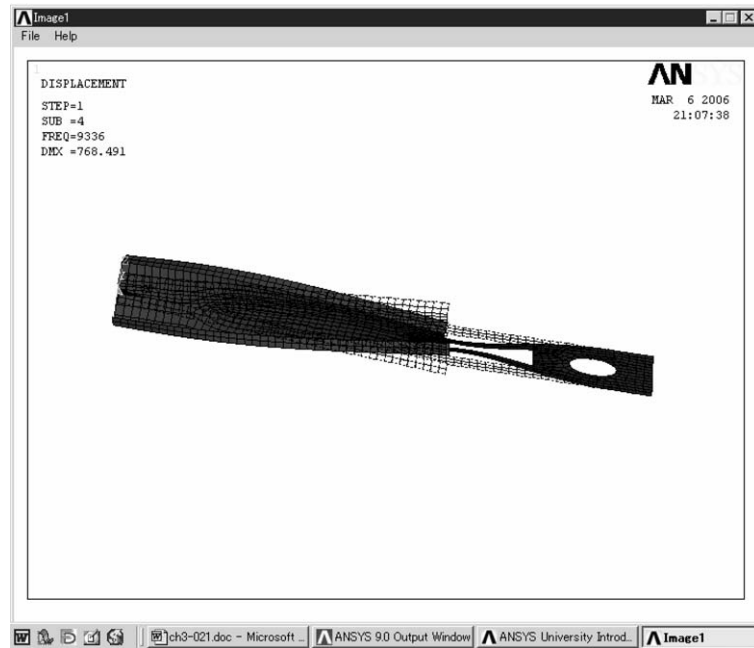 Image1
File Help
1
DISPLACEMENT
STEP=1
SUB =4
FREQ=9336
DMX =768.491
ANSYS
MAR 6 2006
21:07:38
ch3-021.doc - Microsoft ...
ANSYS 9.0 Output Window
ANSYS University Introd...
Image1